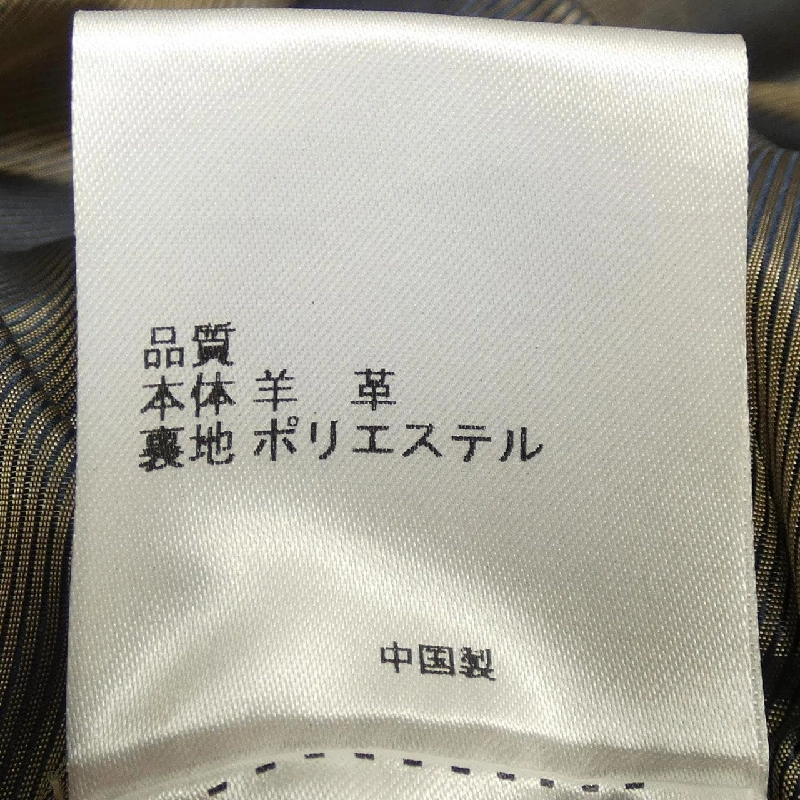 品質
本体 羊 革
裏地 ポリエステル
中国製